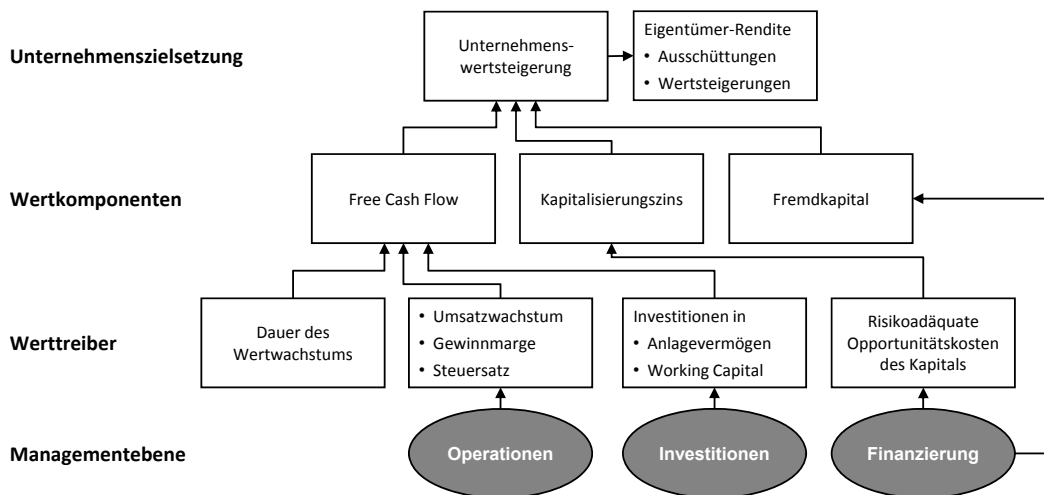 Unternehmenszielsetzung
Unternehmens-
wertsteigerung
Eigentümer-Rendite
• Ausschüttungen
• Wertsteigerungen
Wertkomponenten
Free Cash Flow
Kapitalisierungszins
Fremdkapital
Werttreiber
Dauer des
Wertwachstums
• Umsatzwachstum
• Gewinnmarge
• Steuersatz
Investitionen in
• Anlagevermögen
• Working Capital
Risikoadäquate
Opportunitätskosten
des Kapitals
Managementebene
Operationen
Investitionen
Finanzierung